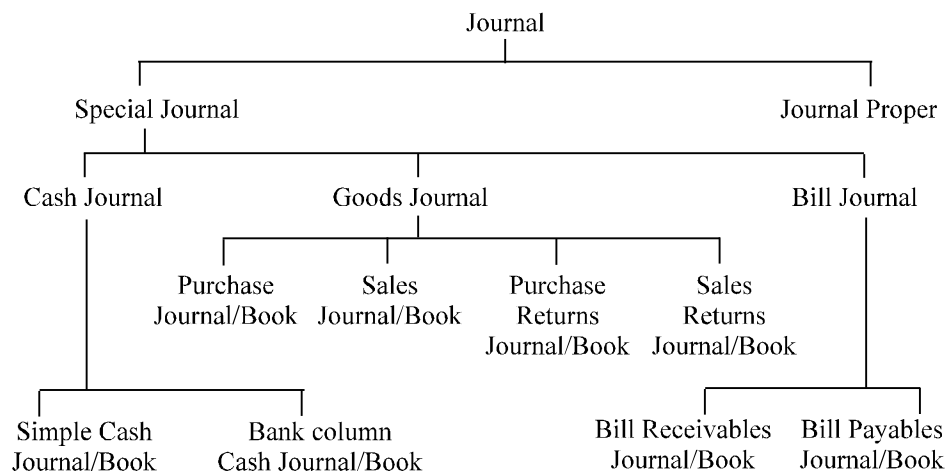 Journal
Special Journal
Journal Proper
Cash Journal
Goods Journal
Bill Journal
Purchase
Journal/Book
Sales
Journal/Book
Purchase
Returns
Journal/Book
Sales
Returns
Journal/Book
Simple Cash
Journal/Book
Bank column
Cash Journal/Book
Bill Receivables
Journal/Book
Bill Payables
Journal/Book